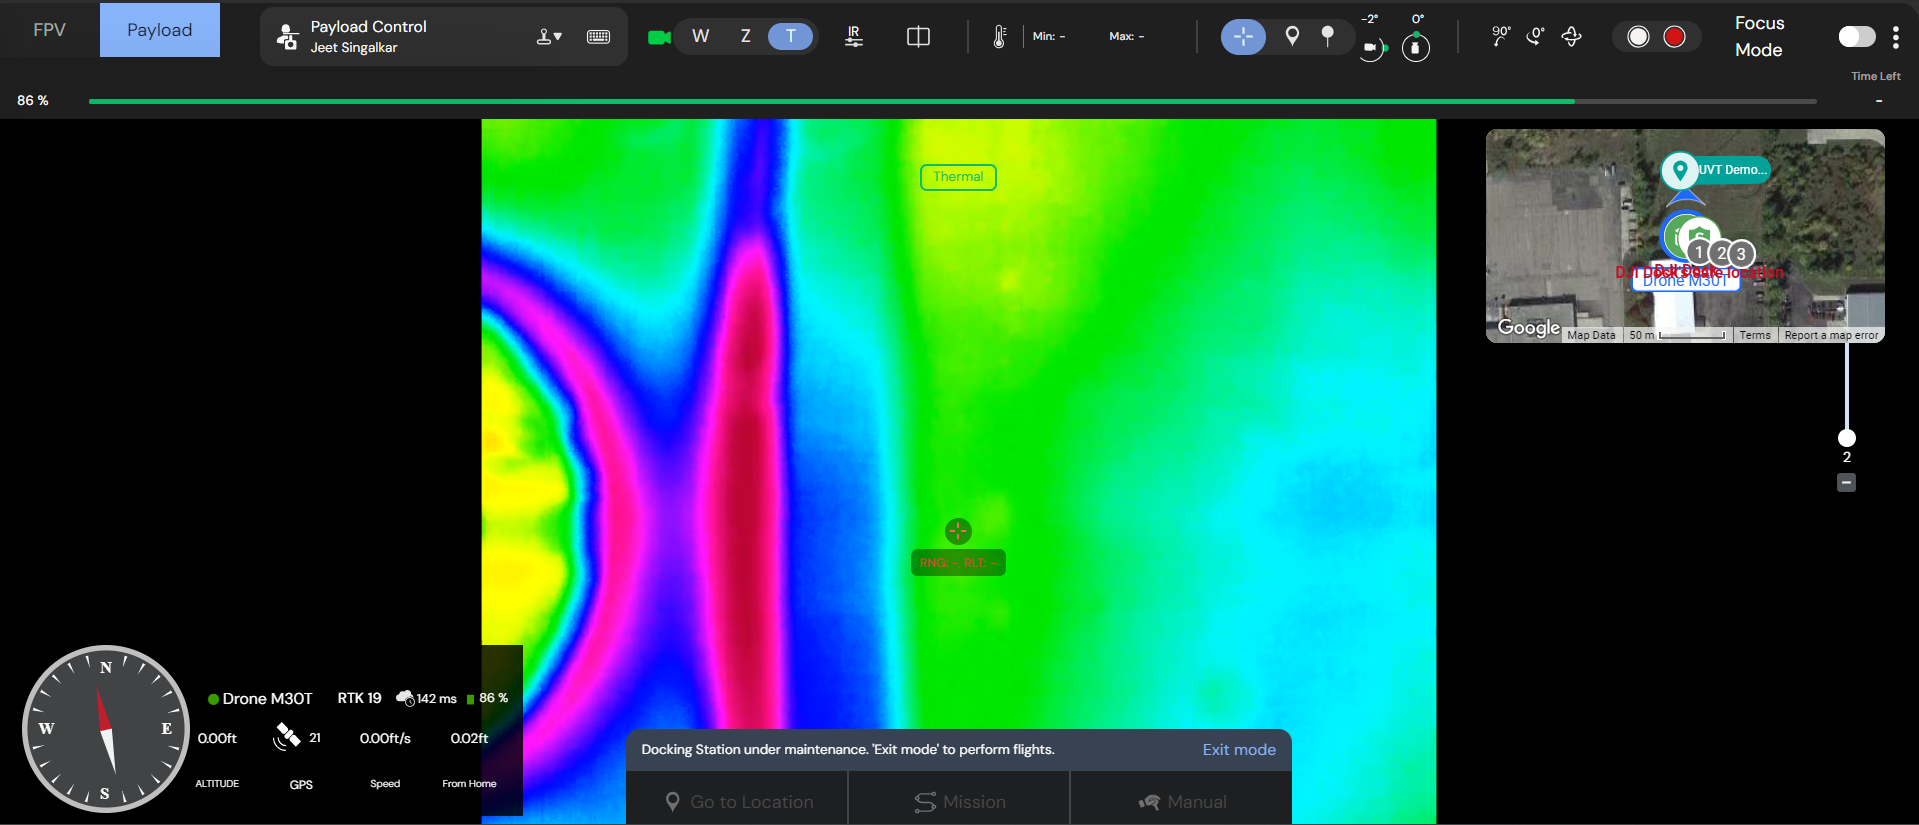 FPV
Payload
Payload Control
Jeet Singalkar
W
Z
T
IR
Min: -
Max: -
-2°
0°
90°
0°
Focus
Mode
Time Left
-
86 %
Thermal
UVT Demo...
1
2
3
DJI Dock's safe location
DJI Dock
Drone M30T
Google
Map Data
50 m
Terms
Report a map error
2
RNG: -, RLT: -
N
W
E
S
Drone M30T
RTK 19
142 ms
86 %
0.00ft
21
0.00ft/s
0.02ft
ALTITUDE
GPS
Speed
From Home
Docking Station under maintenance. 'Exit mode' to perform flights.
Exit mode
Go to Location
Mission
Manual